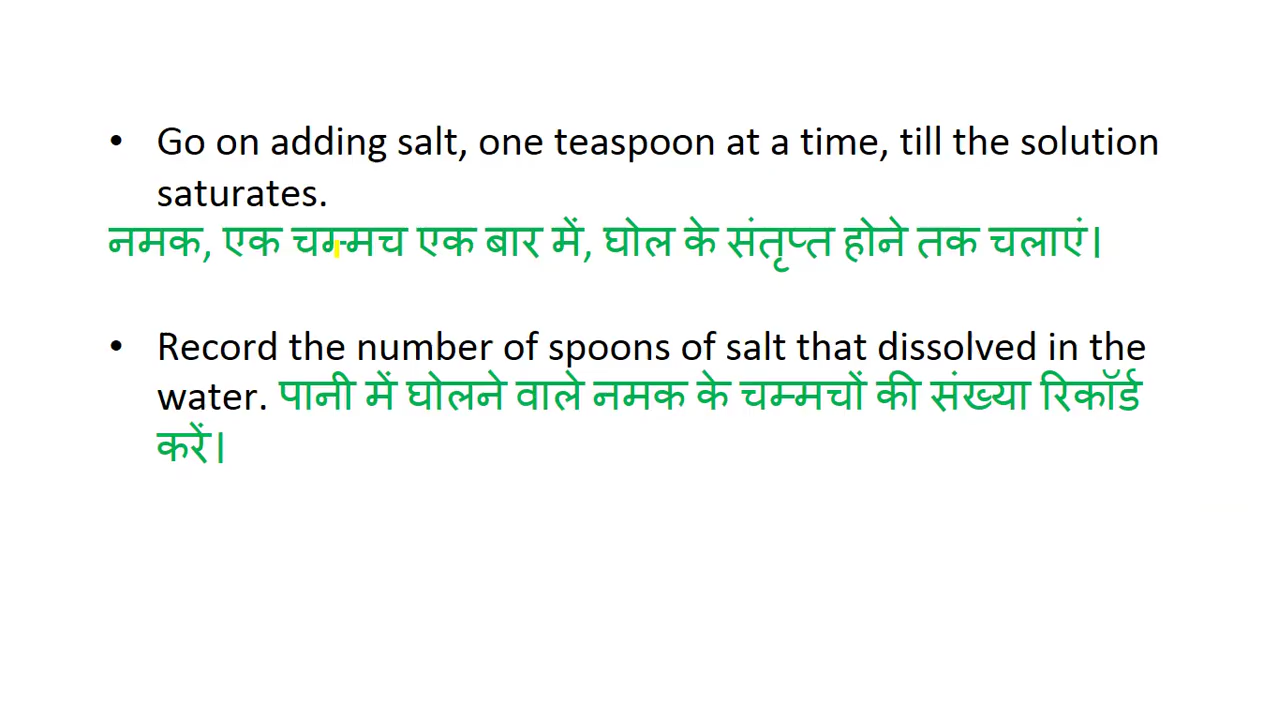 • Go on adding salt, one teaspoon at a time, till the solution
saturates.
नमक, एक चम्मच एक बार में, घोल के संतृप्त होने तक चलाएं।
• Record the number of spoons of salt that dissolved in the
water. पानी में घोलने वाले नमक के चम्मचों की संख्या रिकॉर्ड
करें।